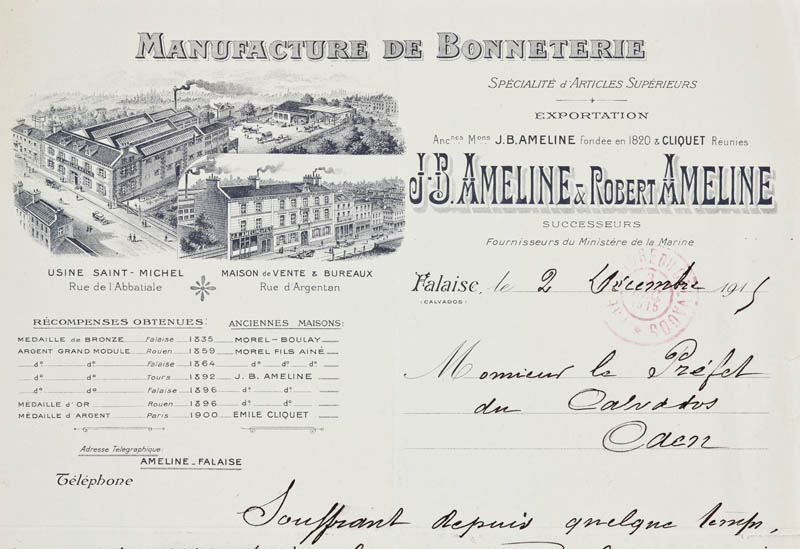 MANUFACTURE DE BONNETERIE
SPÉCIALITÉ d'ARTICLES SUPÉRIEURS
EXPORTATION
Ancnes Mons J.B. AMELINE fondée en 1820 & CLIQUET Réunies
J.B. AMELINE & ROBERT AMELINE
SUCCESSEURS
Fournisseurs du Ministère de la Marine
USINE SAINT-MICHEL
Rue de l'Abbatiale
MAISON de VENTE & BUREAUX
Rue d'Argentan
Falaise, le 2 Décembre 1915
(CALVADOS)
RÉCOMPENSES OBTENUES: ANCIENNES MAISONS:
MEDAILLE de BRONZE Falaise 1835 MOREL-BOULAY
ARGENT GRAND MODULE Rouen 1859 MOREL FILS AINÉ
do do Falaise 1864 do do do
do do Tours 1892 J.B. AMELINE
do do Falaise 1896 do do
MÉDAILLE d'OR Rouen 1896 do do
MÉDAILLE d'ARGENT Paris 1900 EMILE CLIQUET
Monsieur le Préfet
du Calvados
Caen
Adresse Télégraphique:
AMELINE-FALAISE
Téléphone
Souffrant depuis quelque temps,